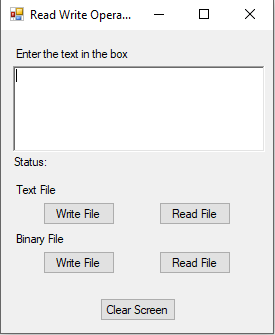 Read Write Opera...
Enter the text in the box
Status:
Text File
Write File Read File
Binary File
Write File Read File
Clear Screen